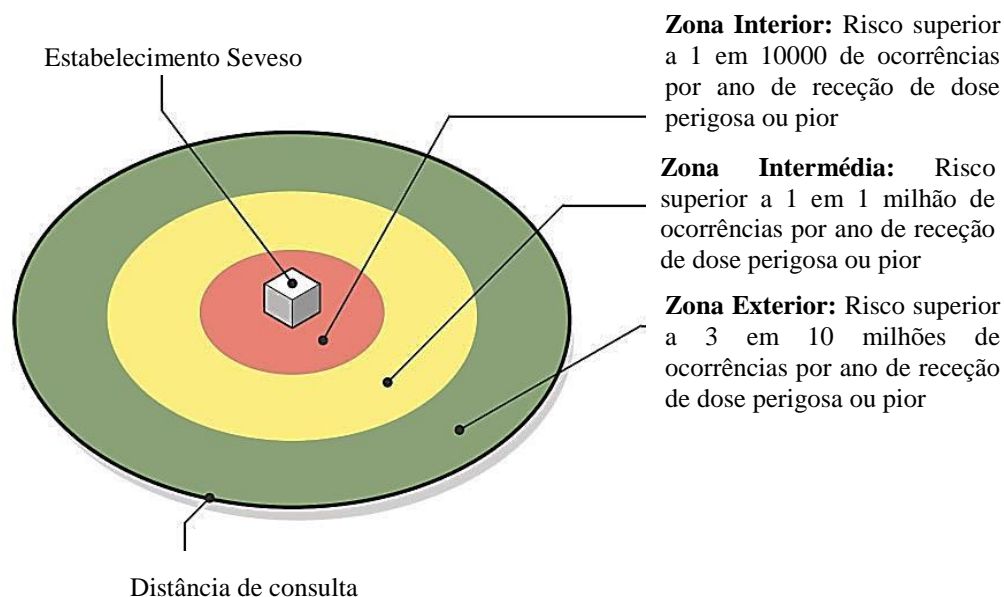 Estabelecimento Seveso
Zona Interior: Risco superior
a 1 em 10000 de ocorrências
por ano de receção de dose
perigosa ou pior
Zona Intermédia: Risco
superior a 1 em 1 milhão de
ocorrências por ano de receção
de dose perigosa ou pior
Zona Exterior: Risco superior
a 3 em 10 milhões de
ocorrências por ano de receção
de dose perigosa ou pior
Distância de consulta